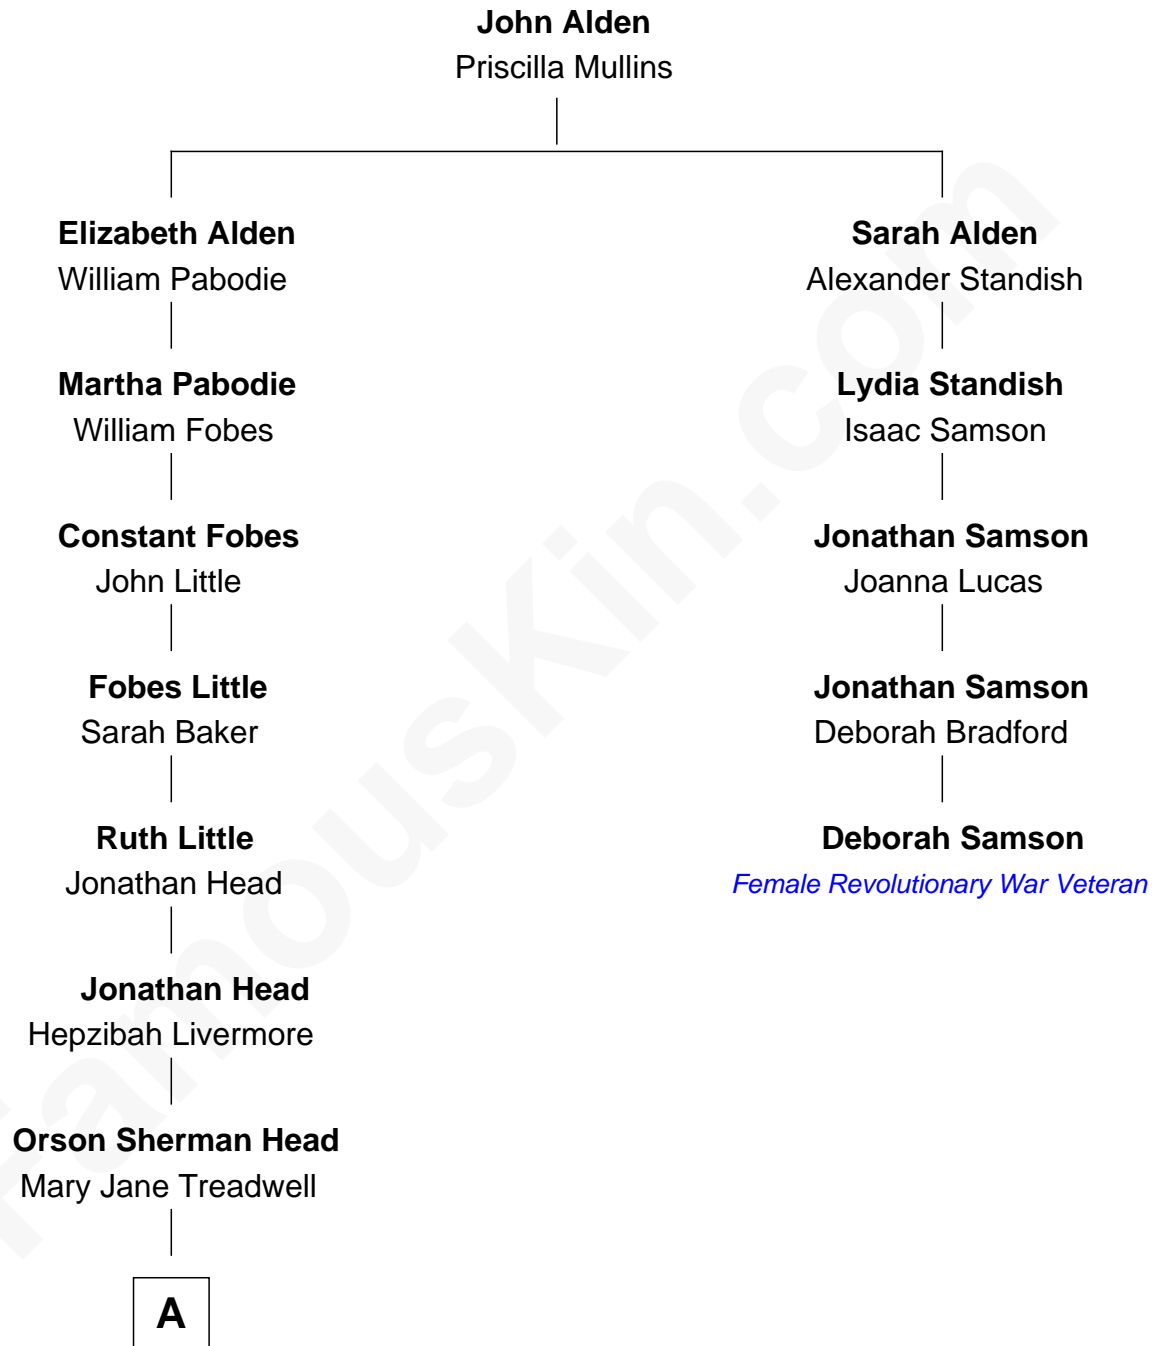 John Alden
Priscilla Mullins
Elizabeth Alden
William Pabodie
Sarah Alden
Alexander Standish
Martha Pabodie
William Fobes
Lydia Standish
Isaac Samson
Constant Fobes
John Little
Jonathan Samson
Joanna Lucas
Fobes Little
Sarah Baker
Jonathan Samson
Deborah Bradford
Ruth Little
Jonathan Head
Deborah Samson
Female Revolutionary War Veteran
Jonathan Head
Hepzibah Livermore
Orson Sherman Head
Mary Jane Treadwell
A
FamousKin.com